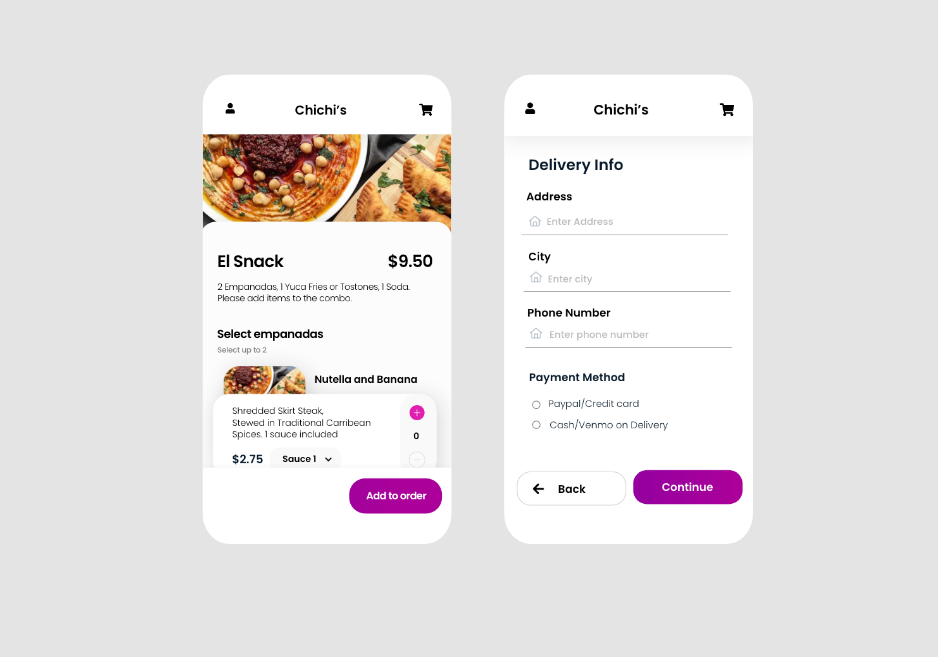 Chichi's
El Snack
$9.50
2 Empanadas, 1 Yuca Fries or Tostones, 1 Soda.
Please add items to the combo.
Select empanadas
Select up to 2
Nutella and Banana
Shredded Skirt Steak,
Stewed in Traditional Carribean
Spices. 1 sauce included
0
$2.75
Sauce 1
Add to order
Chichi's
Delivery Info
Address
Enter Address
City
Enter city
Phone Number
Enter phone number
Payment Method
Paypal/Credit card
Cash/Venmo on Delivery
Back
Continue